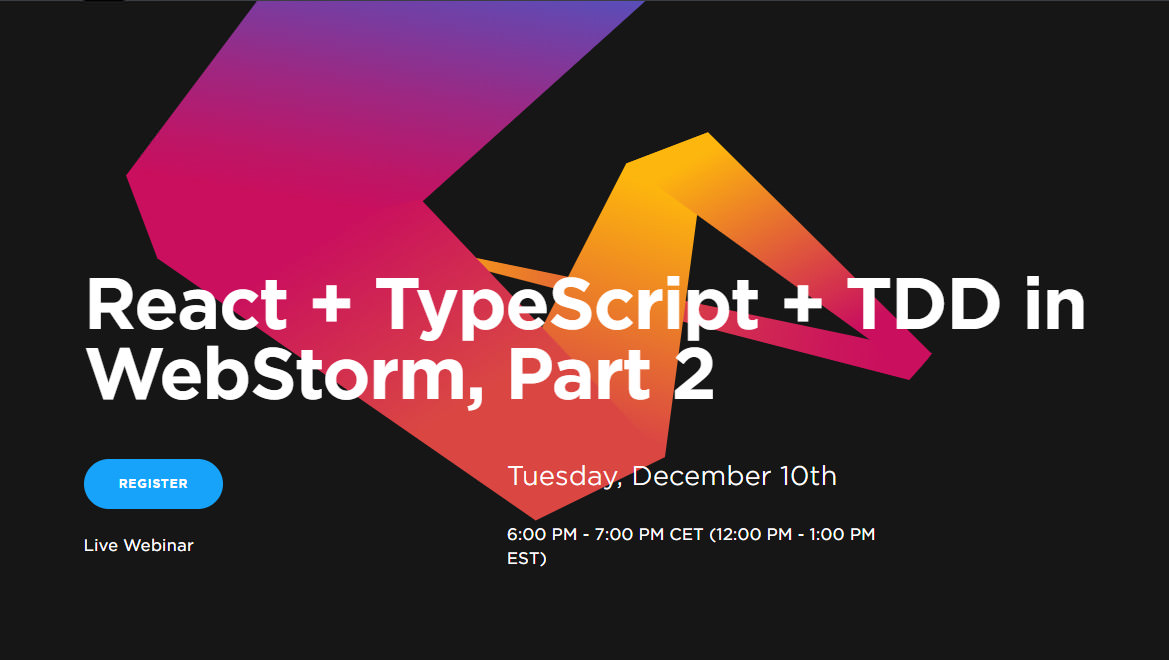 React + TypeScript + TDD in
WebStorm, Part 2
REGISTER
Live Webinar
Tuesday, December 10th
6:00 PM - 7:00 PM CET (12:00 PM - 1:00 PM
EST)